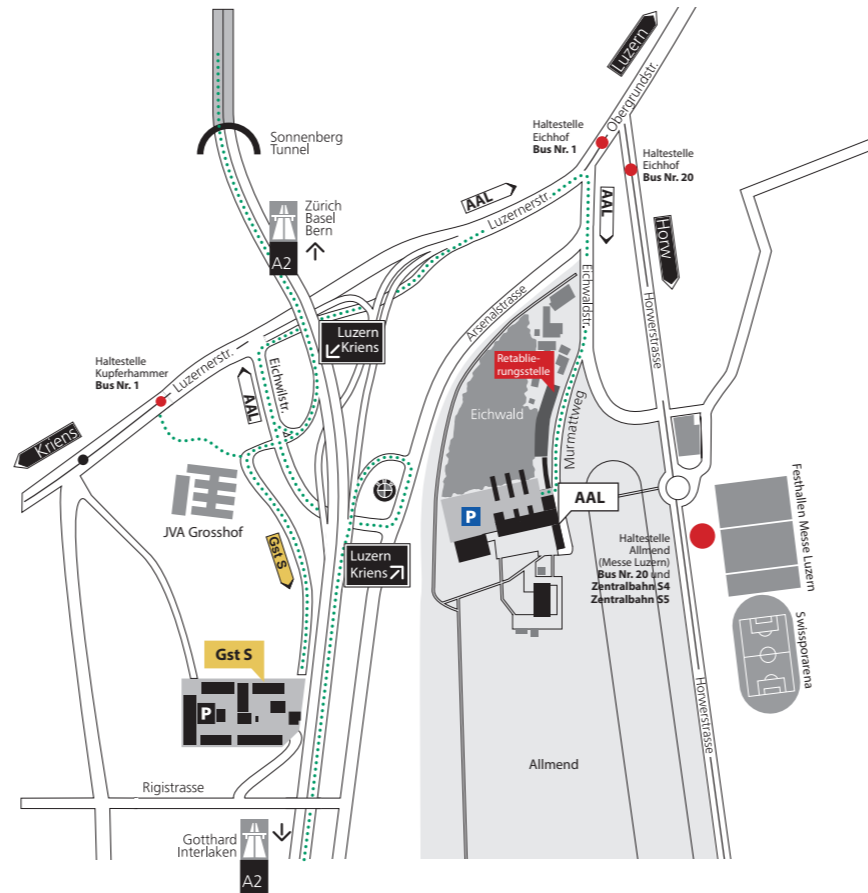 Luzern
Obergrundstr.
Haltestelle
Eichhof
Bus Nr. 1
Haltestelle
Eichhof
Bus Nr. 20
Sonnenberg
Tunnel
Zürich
Basel
Bern
A2
AAL
Luzernerstr.
AAL
Horw
Eichwaldstr.
Horwerstrasse
Arsenalstrasse
Luzern
Kriens
Retablie-
rungsstelle
Haltestelle
Kupferhammer
Bus Nr. 1
Luzernerstr.
Eichwilstr.
AAL
Eichwald
Murmattweg
Kriens
JVA Grosshof
P
AAL
Festhallen Messe Luzern
Gst S
Luzern
Kriens
Haltestelle
Allmend
(Messe Luzern)
Bus Nr. 20 und
Zentralbahn S4
Zentralbahn S5
Swissporarena
Gst S
P
Horwerstrasse
Allmend
Rigistrasse
Gotthard
Interlaken
A2